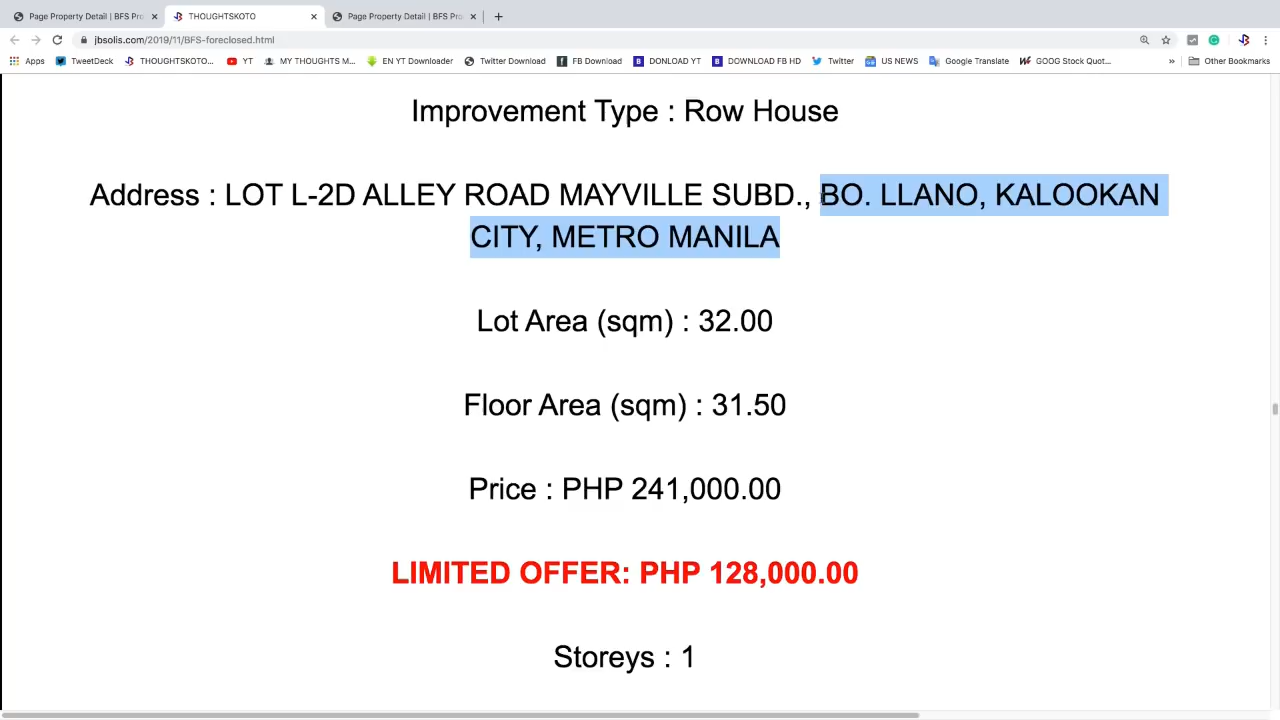 Page Property Detail | BFS Pro
THOUGHTSKOTO
Page Property Detail | BFS Pro
jbsolis.com/2019/11/BFS-foreclosed.html
Apps TweetDeck THOUGHTSKOTO... YT MY THOUGHTS M... EN YT Downloader Twitter Download FB Download DONLOAD YT DOWNLOAD FB HD Twitter US NEWS Google Translate GOOG Stock Quot... » Other Bookmarks
Improvement Type : Row House
Address : LOT L-2D ALLEY ROAD MAYVILLE SUBD., BO. LLANO, KALOOKAN
CITY, METRO MANILA
Lot Area (sqm) : 32.00
Floor Area (sqm) : 31.50
Price : PHP 241,000.00
LIMITED OFFER: PHP 128,000.00
Storeys : 1